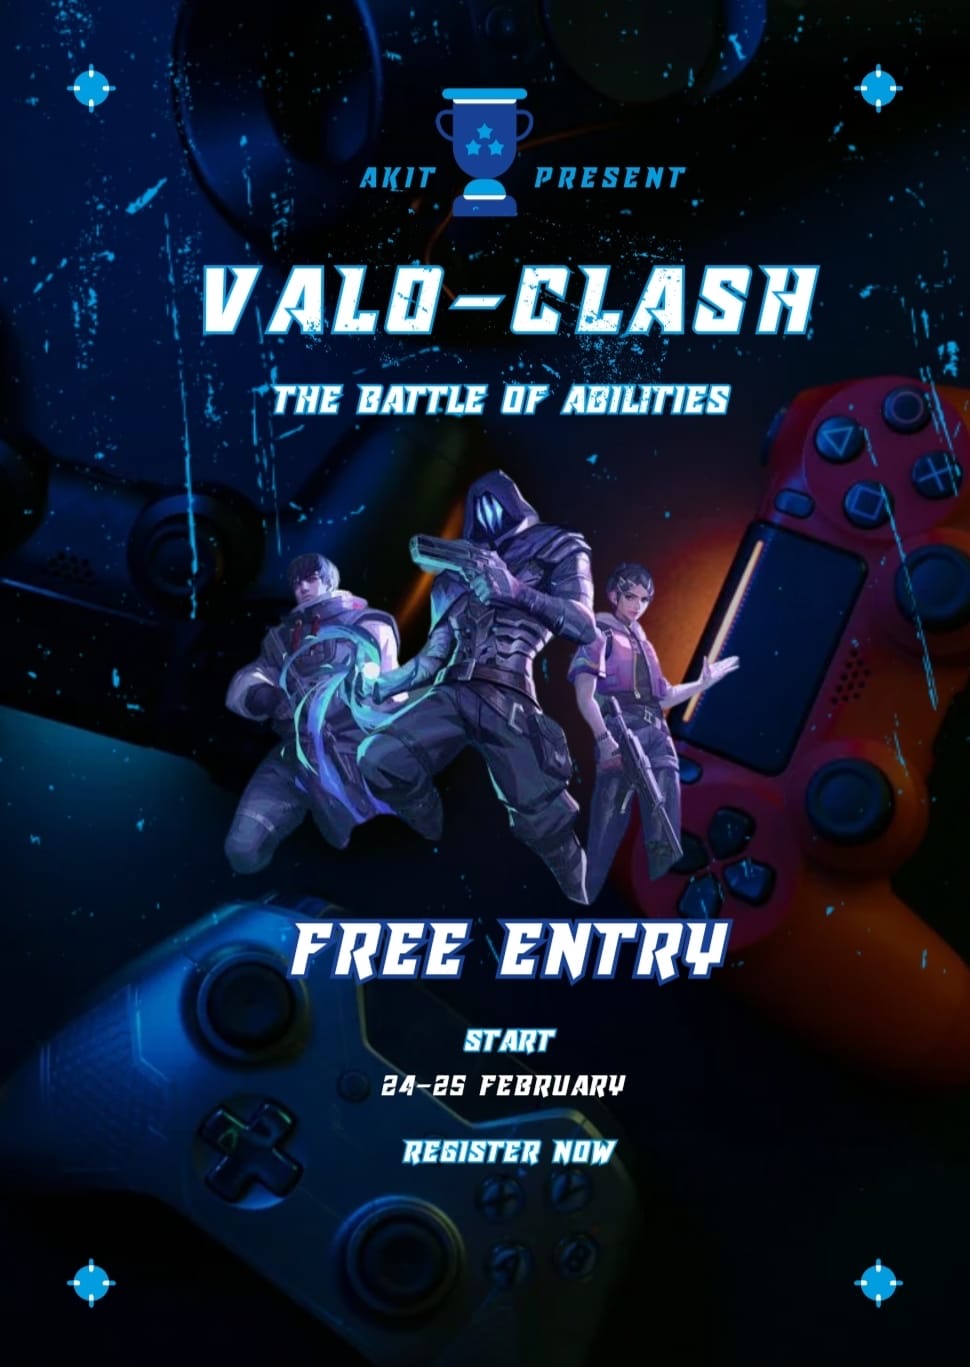 AKIT PRESENT
VALO-CLASH
THE BATTLE OF ABILITIES
FREE ENTRY
START
24-25 FEBRUARY
REGISTER NOW